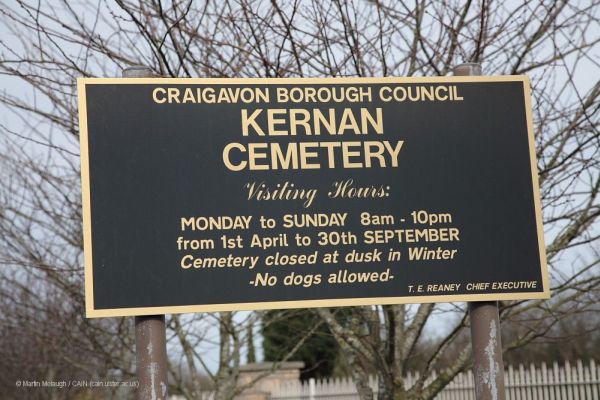 CRAIGAVON BOROUGH COUNCIL
KERNAN
CEMETERY
Visiting Hours:
MONDAY to SUNDAY 8am - 10pm
from 1st April to 30th SEPTEMBER
Cemetery closed at dusk in Winter
-No dogs allowed-
T. E. REANEY CHIEF EXECUTIVE
© Martin Melaugh / CAIN (cain.ulster.ac.uk)